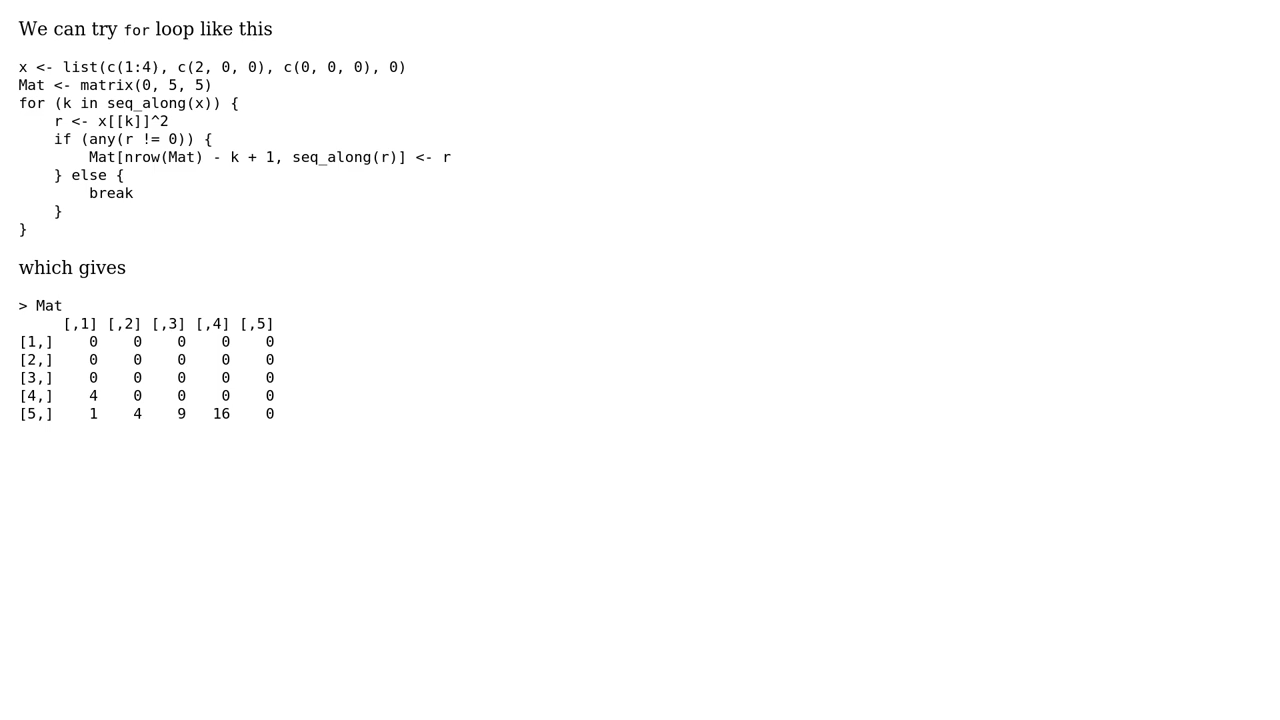 We can try for loop like this
x <- list(c(1:4), c(2, 0, 0), c(0, 0, 0), 0)
Mat <- matrix(0, 5, 5)
for (k in seq_along(x)) {
    r <- x[[k]]^2
    if (any(r != 0)) {
        Mat[nrow(Mat) - k + 1, seq_along(r)] <- r
    } else {
        break
    }
}
which gives
> Mat
     [,1] [,2] [,3] [,4] [,5]
[1,]    0    0    0    0    0
[2,]    0    0    0    0    0
[3,]    0    0    0    0    0
[4,]    4    0    0    0    0
[5,]    1    4    9   16    0